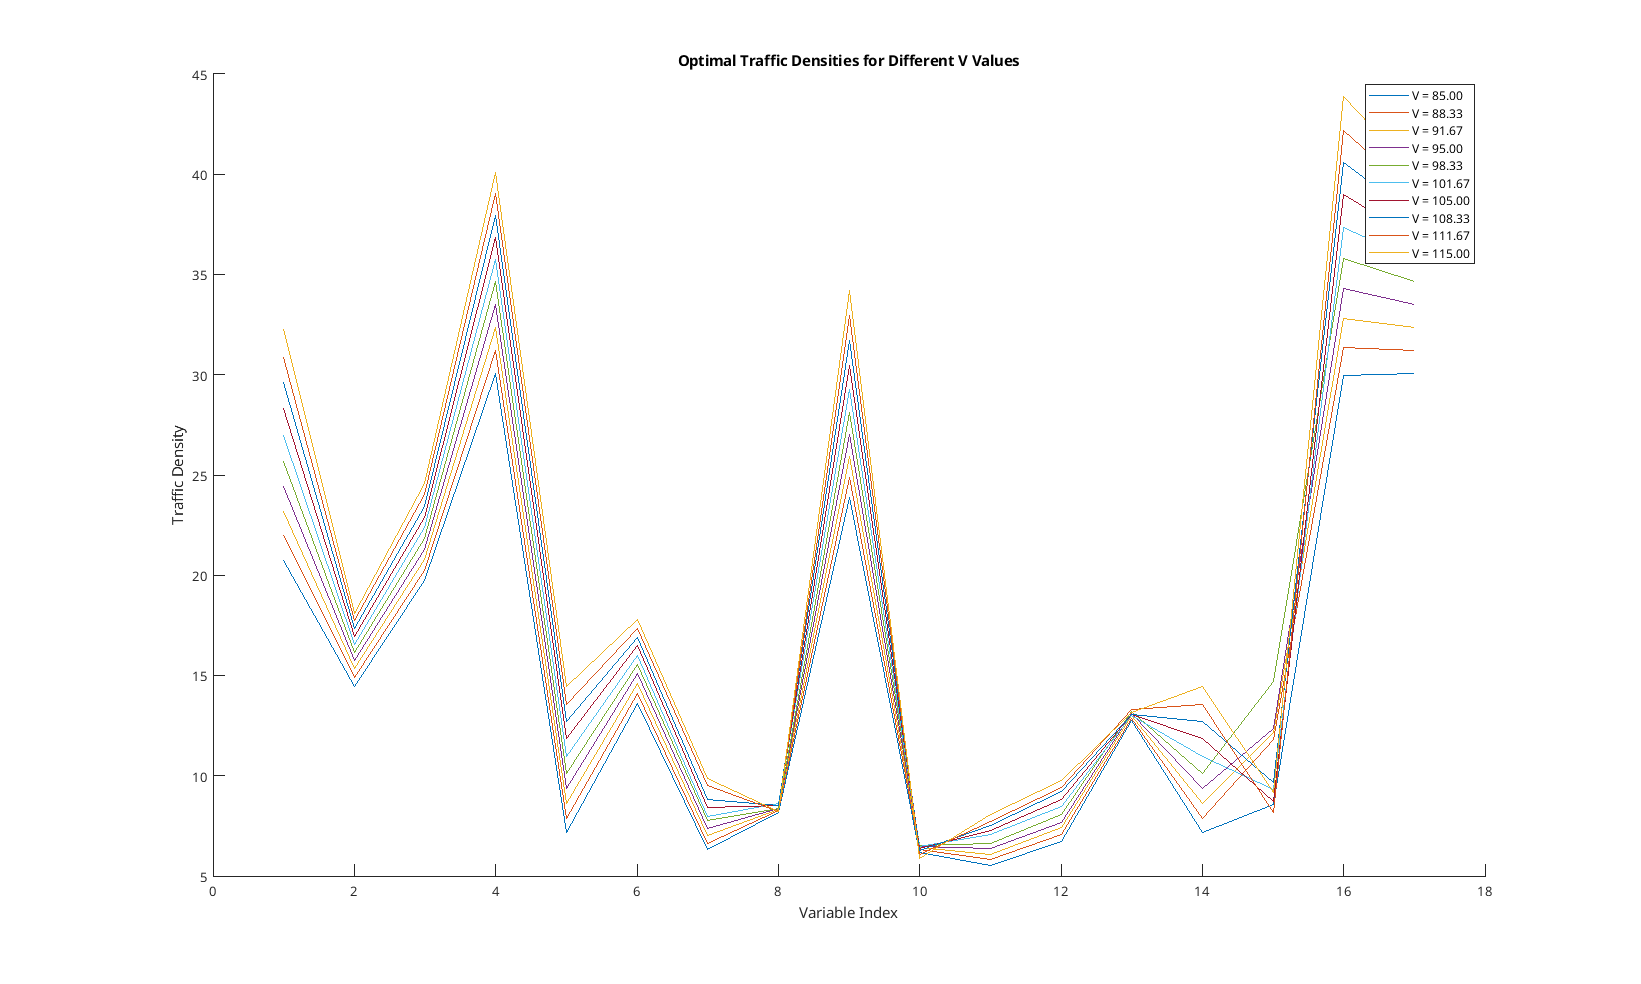 Optimal Traffic Densities for Different V Values
45
40
35
30
25
20
15
10
5
Traffic Density
0 2 4 6 8 10 12 14 16 18
Variable Index
V = 85.00
V = 88.33
V = 91.67
V = 95.00
V = 98.33
V = 101.67
V = 105.00
V = 108.33
V = 111.67
V = 115.00